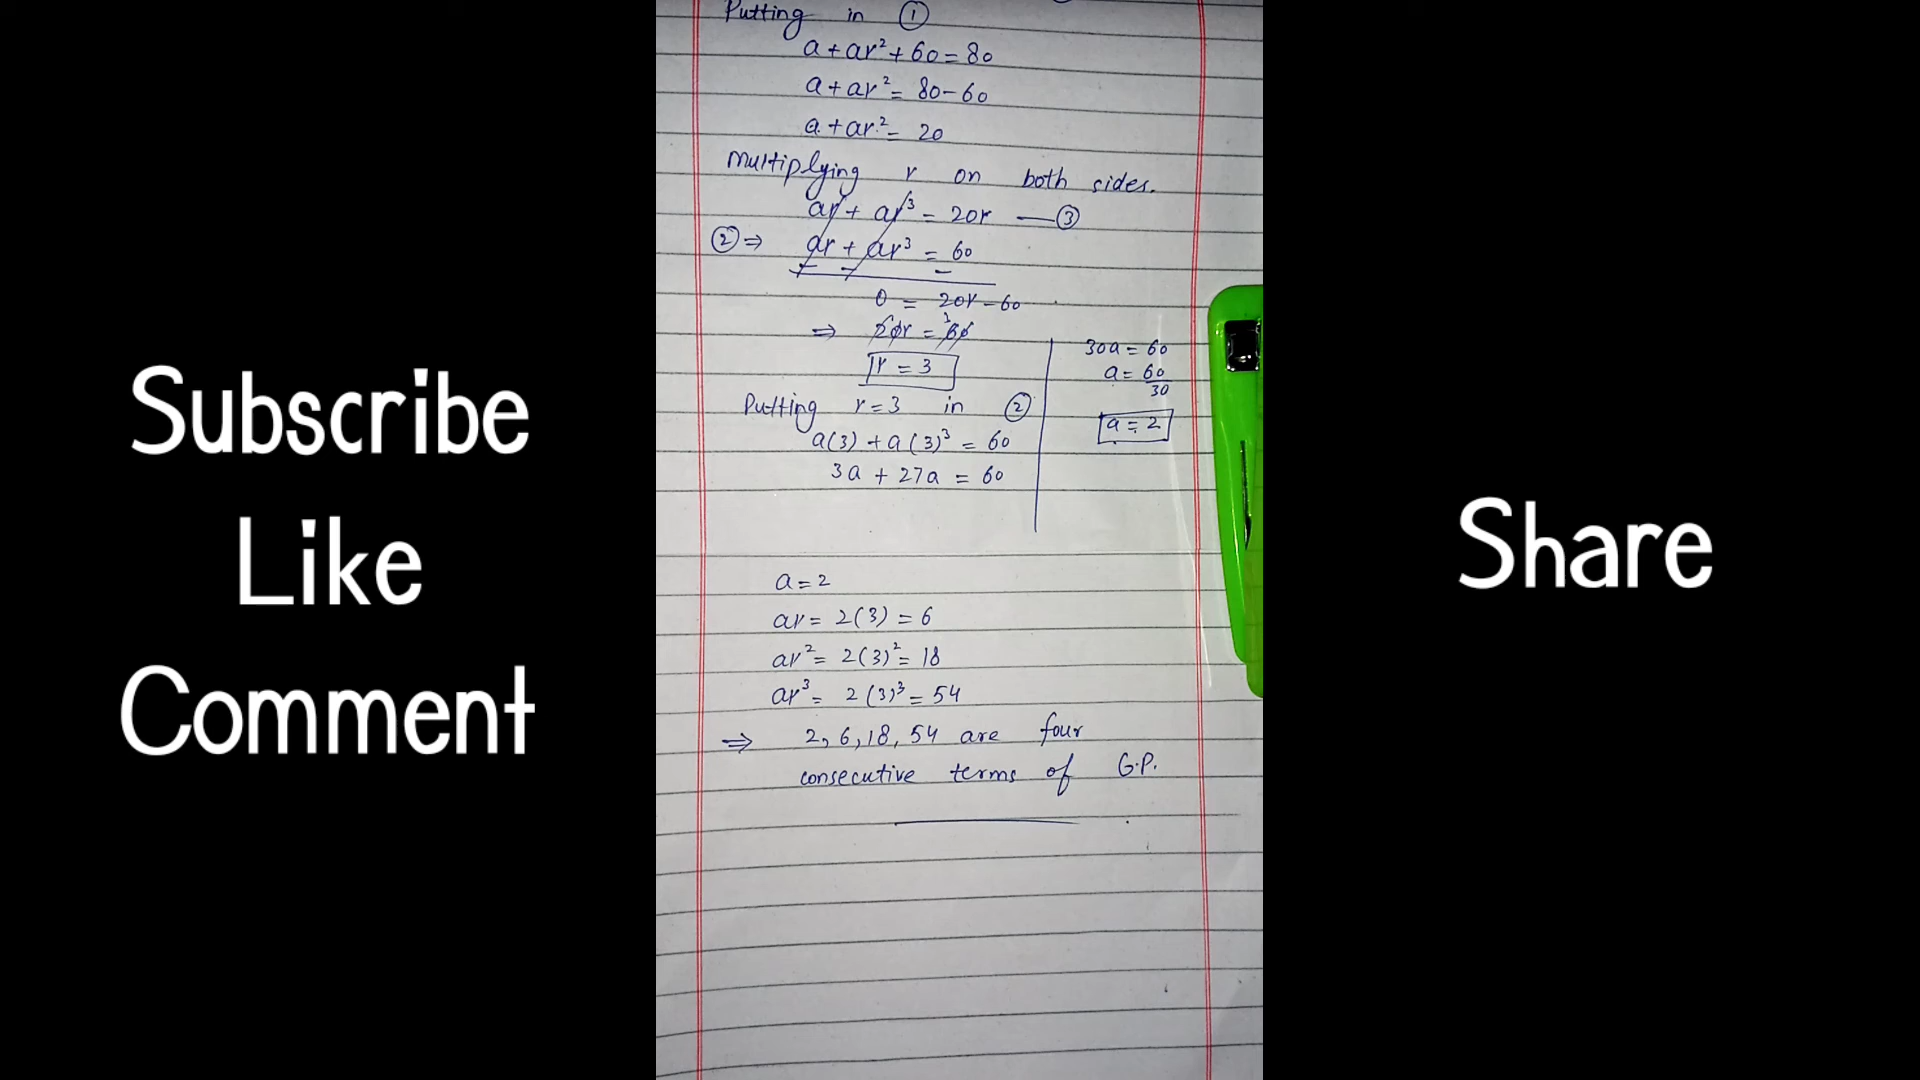 Putting in ①
a + ar² + 60 = 80
a + ar² = 80 - 60
a + ar² = 20
Multiplying r on both sides.
ar + ar³ = 20r — ③
② ⇒ ar + ar³ = 60
- - -
0 = 20r - 60
⇒ 20r = 60 3
r = 3
Putting r = 3 in ②
a(3) + a(3)³ = 60
3a + 27a = 60
30a = 60
a = 60/30
a = 2
a = 2
ar = 2(3) = 6
ar² = 2(3)² = 18
ar³ = 2(3)³ = 54
⇒ 2, 6, 18, 54 are four
consecutive terms of G.P.
Subscribe
Like
Comment
Share